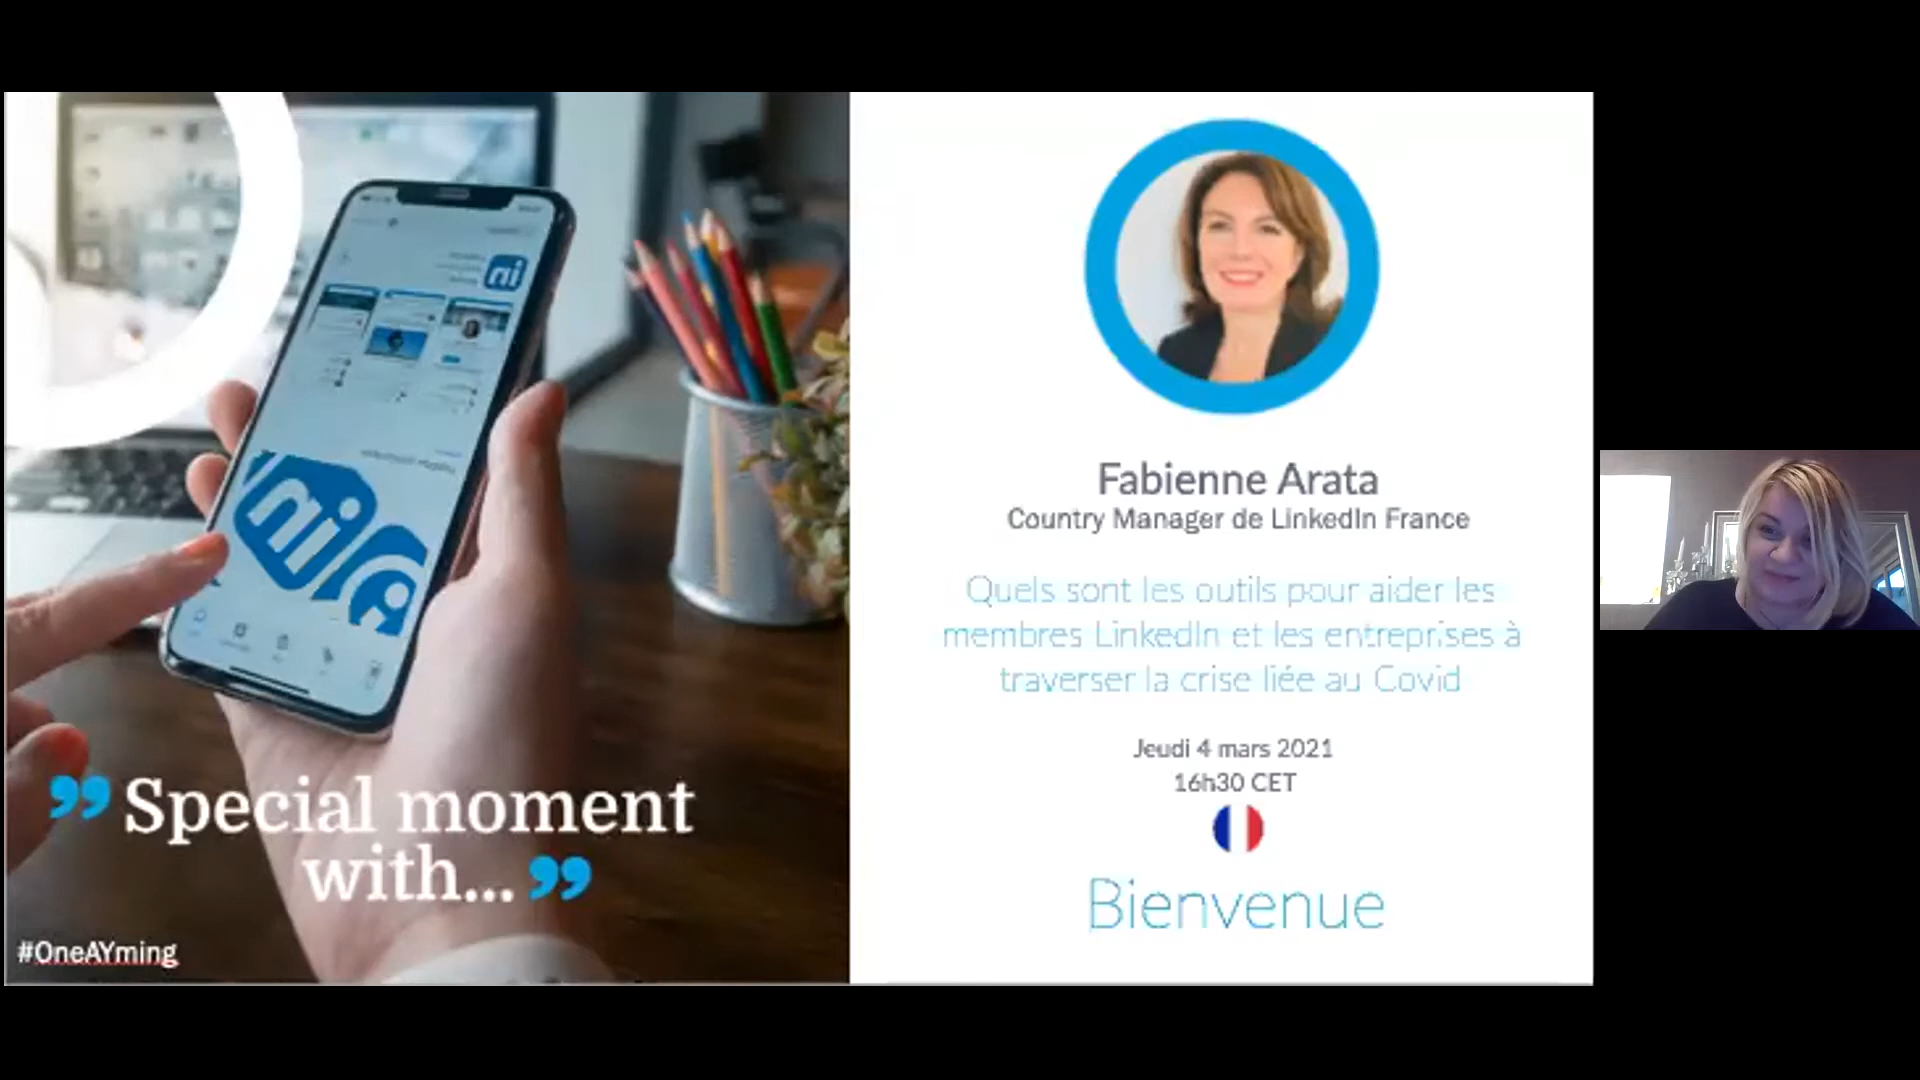 ” Special moment
with... ”
#OneAYming
Fabienne Arata
Country Manager de LinkedIn France
Quels sont les outils pour aider les
membres LinkedIn et les entreprises à
traverser la crise liée au Covid
Jeudi 4 mars 2021
16h30 CET
Bienvenue